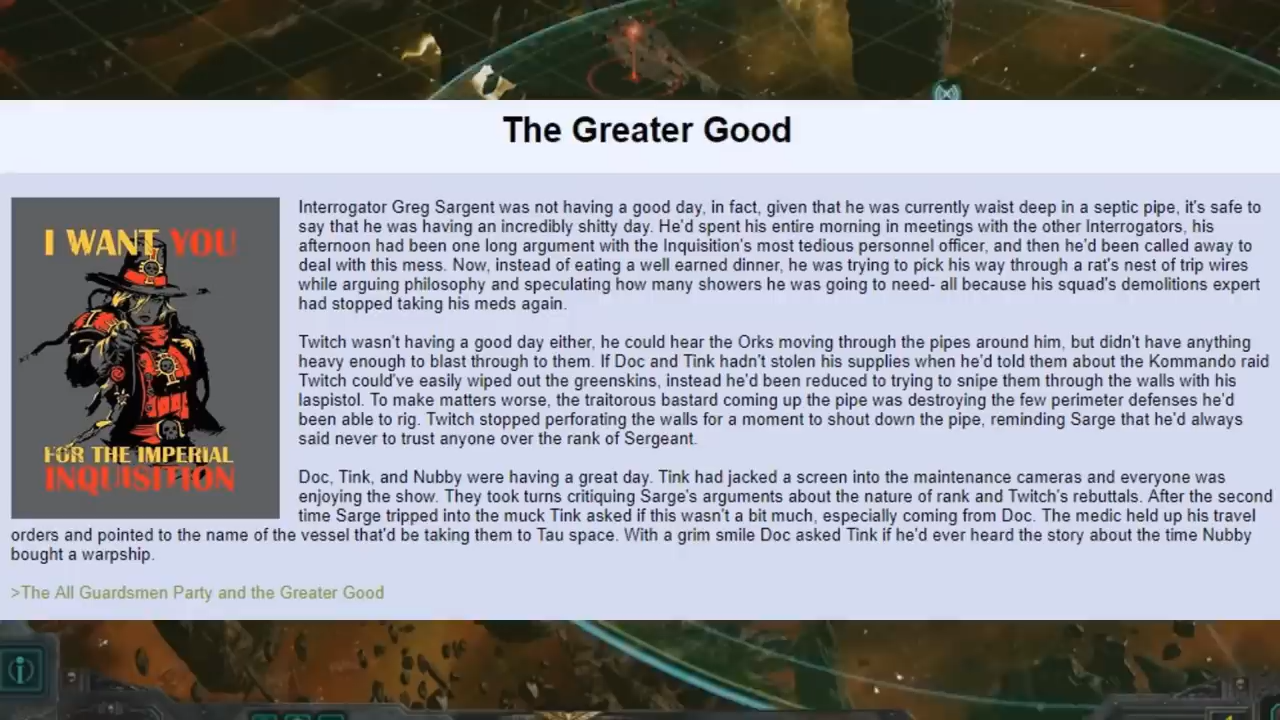 The Greater Good
I WANT YOU
FOR THE IMPERIAL
INQUISITION
Interrogator Greg Sargent was not having a good day, in fact, given that he was currently waist deep in a septic pipe, it's safe to
say that he was having an incredibly shitty day. He'd spent his entire morning in meetings with the other Interrogators, his
afternoon had been one long argument with the Inquisition's most tedious personnel officer, and then he'd been called away to
deal with this mess. Now, instead of eating a well earned dinner, he was trying to pick his way through a rat's nest of trip wires
while arguing philosophy and speculating how many showers he was going to need- all because his squad's demolitions expert
had stopped taking his meds again.
Twitch wasn't having a good day either, he could hear the Orks moving through the pipes around him, but didn't have anything
heavy enough to blast through to them. If Doc and Tink hadn't stolen his supplies when he'd told them about the Kommando raid
Twitch could've easily wiped out the greenskins, instead he'd been reduced to trying to snipe them through the walls with his
laspistol. To make matters worse, the traitorous bastard coming up the pipe was destroying the few perimeter defenses he'd
been able to rig. Twitch stopped perforating the walls for a moment to shout down the pipe, reminding Sarge that he'd always
said never to trust anyone over the rank of Sergeant.
Doc, Tink, and Nubby were having a great day. Tink had jacked a screen into the maintenance cameras and everyone was
enjoying the show. They took turns critiquing Sarge's arguments about the nature of rank and Twitch's rebuttals. After the second
time Sarge tripped into the muck Tink asked if this wasn't a bit much, especially coming from Doc. The medic held up his travel
orders and pointed to the name of the vessel that'd be taking them to Tau space. With a grim smile Doc asked Tink if he'd ever heard the story about the time Nubby
bought a warpship.
>The All Guardsmen Party and the Greater Good